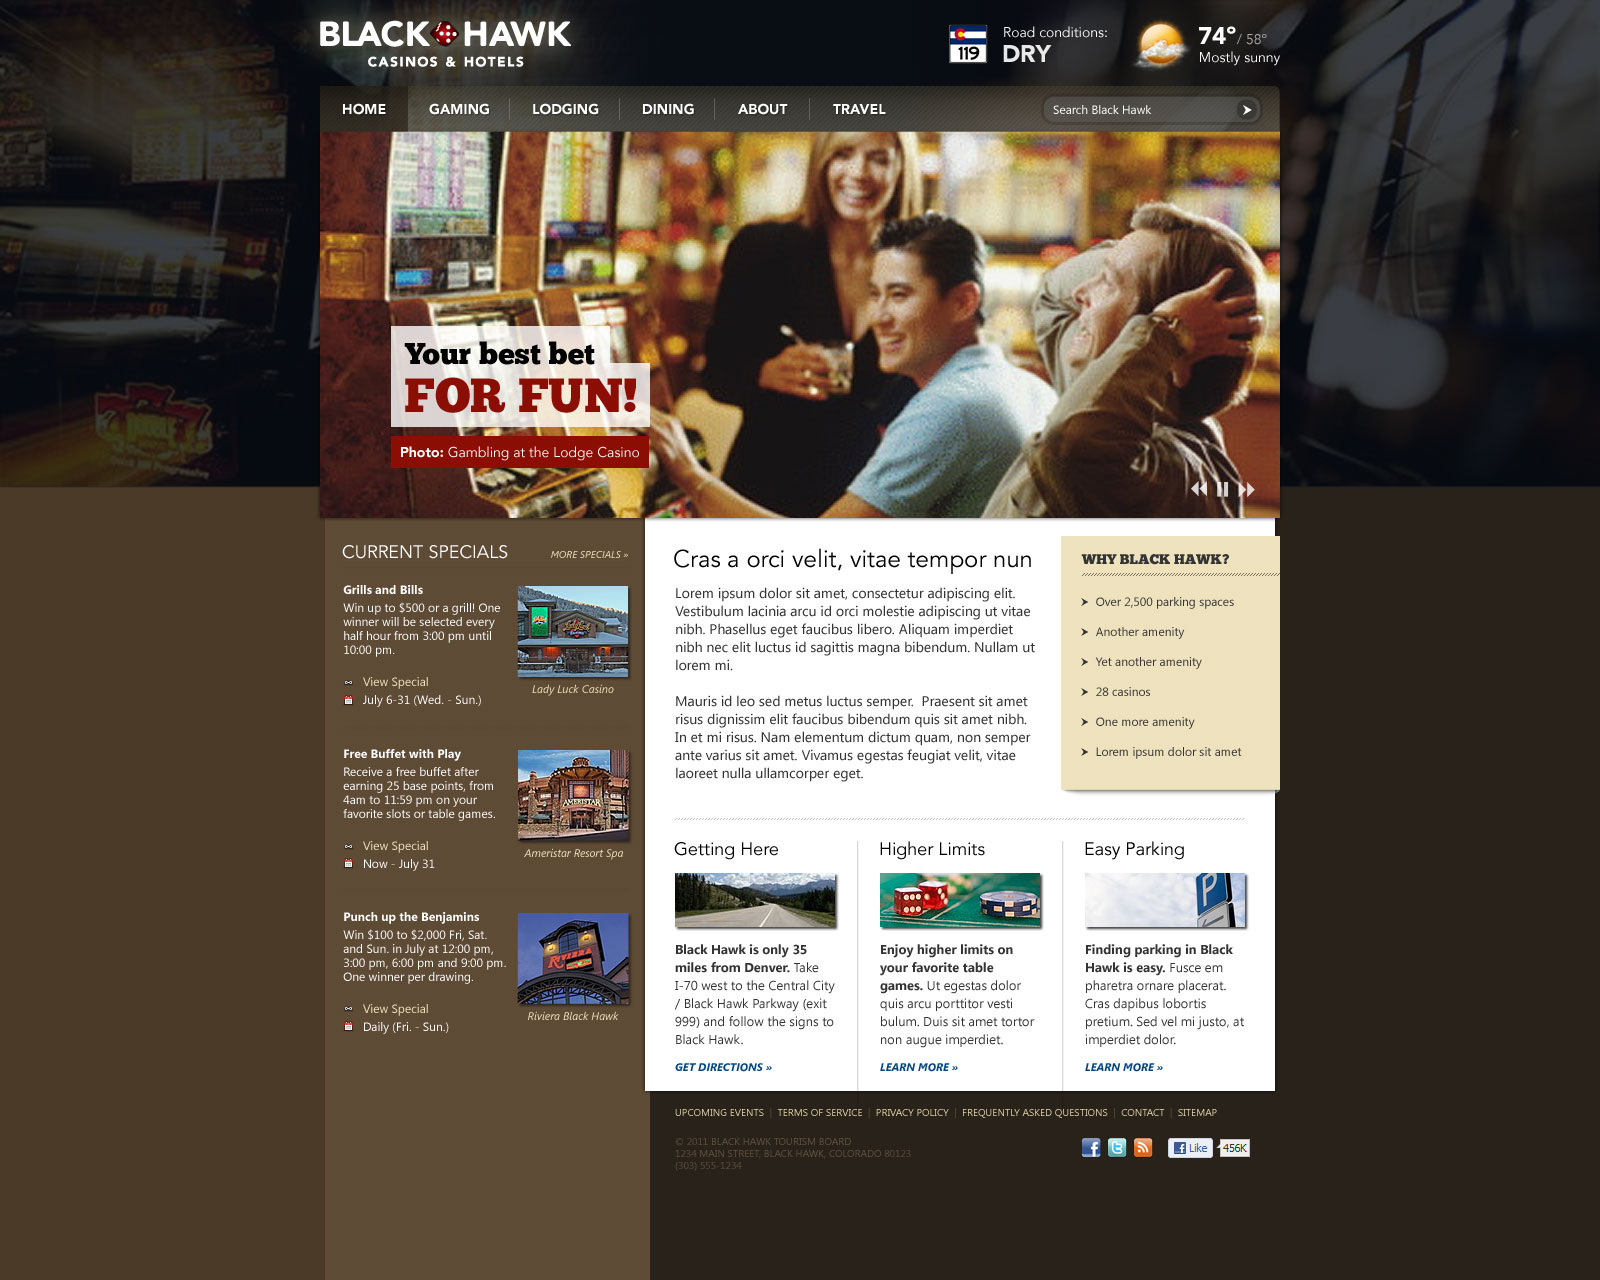 BLACK HAWK
CASINOS & HOTELS
119
Road conditions:
DRY
74°/ 58°
Mostly sunny
HOME
GAMING
LODGING
DINING
ABOUT
TRAVEL
Search Black Hawk
Your best bet
FOR FUN!
Photo: Gambling at the Lodge Casino
CURRENT SPECIALS
MORE SPECIALS »
Grills and Bills
Win up to $500 or a grill! One
winner will be selected every
half hour from 3:00 pm until
10:00 pm.
View Special
July 6-31 (Wed. - Sun.)
Lady Luck Casino
Free Buffet with Play
Receive a free buffet after
earning 25 base points, from
4am to 11:59 pm on your
favorite slots or table games.
View Special
Now - July 31
AMERISTAR
Ameristar Resort Spa
Punch up the Benjamins
Win $100 to $2,000 Fri, Sat.
and Sun. in July at 12:00 pm,
3:00 pm, 6:00 pm and 9:00 pm.
One winner per drawing.
View Special
Daily (Fri. - Sun.)
RIVIERA
Riviera Black Hawk
Cras a orci velit, vitae tempor nun
Lorem ipsum dolor sit amet, consectetur adipiscing elit.
Vestibulum lacinia arcu id orci molestie adipiscing ut vitae
nibh. Phasellus eget faucibus libero. Aliquam imperdiet
nibh nec elit luctus id sagittis magna bibendum. Nullam ut
lorem mi.
Mauris id leo sed metus luctus semper.  Praesent sit amet
risus dignissim elit faucibus bibendum quis sit amet nibh.
In et mi risus. Nam elementum dictum quam, non semper
ante varius sit amet. Vivamus egestas feugiat velit, vitae
laoreet nulla ullamcorper eget.
WHY BLACK HAWK?
Over 2,500 parking spaces
Another amenity
Yet another amenity
28 casinos
One more amenity
Lorem ipsum dolor sit amet
Getting Here
Black Hawk is only 35
miles from Denver. Take
I-70 west to the Central City
/ Black Hawk Parkway (exit
999) and follow the signs to
Black Hawk.
GET DIRECTIONS »
Higher Limits
Enjoy higher limits on
your favorite table
games. Ut egestas dolor
quis arcu porttitor vesti
bulum. Duis sit amet tortor
non augue imperdiet.
LEARN MORE »
Easy Parking
P
Finding parking in Black
Hawk is easy. Fusce em
pharetra ornare placerat.
Cras dapibus lobortis
pretium. Sed vel mi justo, at
imperdiet dolor.
LEARN MORE »
UPCOMING EVENTS | TERMS OF SERVICE | PRIVACY POLICY | FREQUENTLY ASKED QUESTIONS | CONTACT | SITEMAP
© 2011 BLACK HAWK TOURISM BOARD
1234 MAIN STREET, BLACK HAWK, COLORADO 80123
(303) 555-1234
f
t
f Like
456K